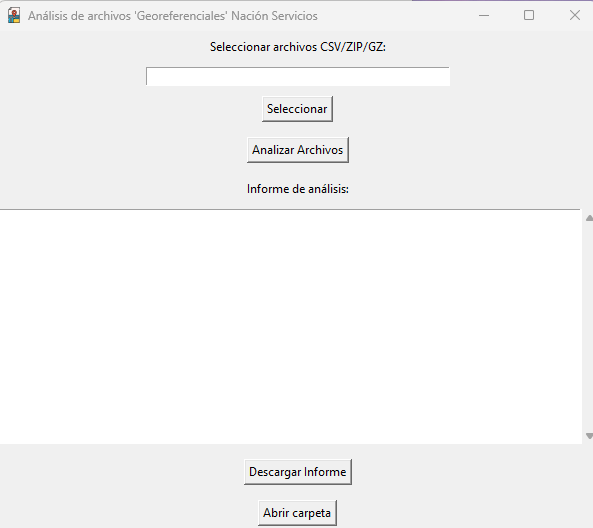 Análisis de archivos 'Georeferenciales' Nación Servicios
Seleccionar archivos CSV/ZIP/GZ:
Seleccionar
Analizar Archivos
Informe de análisis:
Descargar Informe
Abrir carpeta